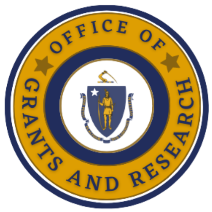 OFFICE OF
GRANTS AND RESEARCH